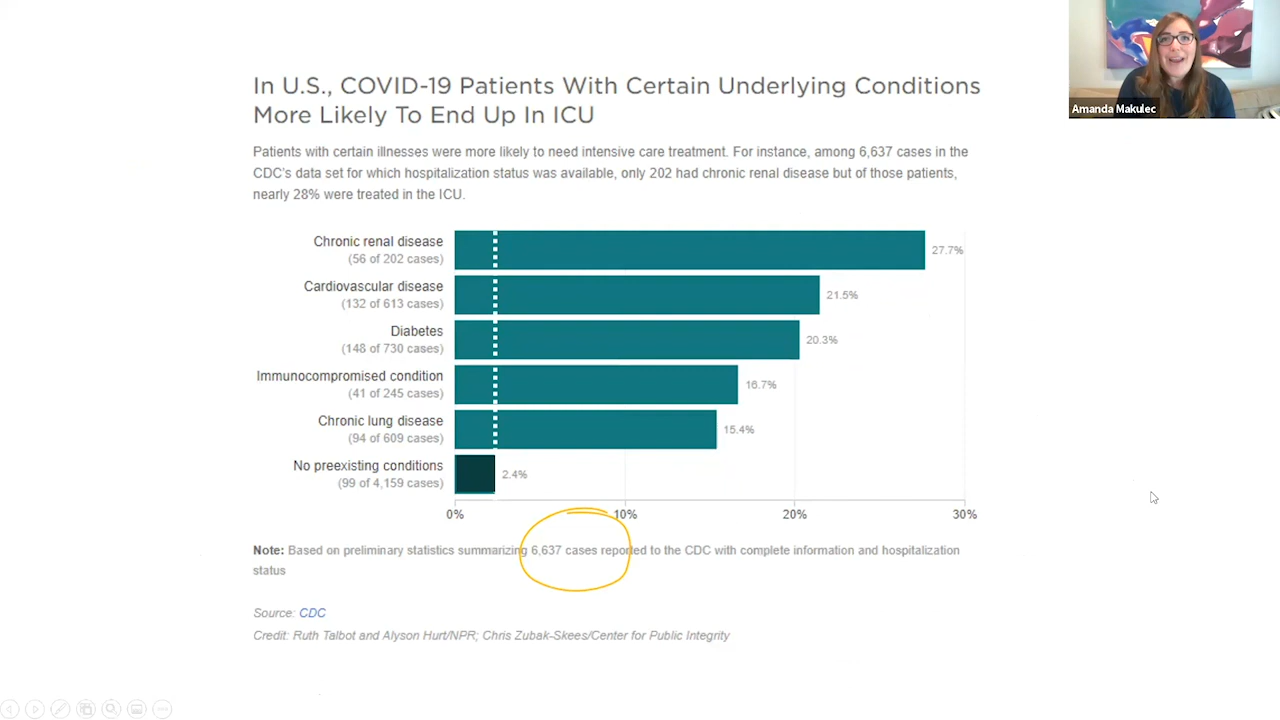 Amanda Makulec
In U.S., COVID-19 Patients With Certain Underlying Conditions
More Likely To End Up In ICU
Patients with certain illnesses were more likely to need intensive care treatment. For instance, among 6,637 cases in the
CDC's data set for which hospitalization status was available, only 202 had chronic renal disease but of those patients,
nearly 28% were treated in the ICU.
Chronic renal disease
(56 of 202 cases)
27.7%
Cardiovascular disease
(132 of 613 cases)
21.5%
Diabetes
(148 of 730 cases)
20.3%
Immunocompromised condition
(41 of 245 cases)
16.7%
Chronic lung disease
(94 of 609 cases)
15.4%
No preexisting conditions
(99 of 4,159 cases)
2.4%
0% 10% 20% 30%
Note: Based on preliminary statistics summarizing 6,637 cases reported to the CDC with complete information and hospitalization
status
Source: CDC
Credit: Ruth Talbot and Alyson Hurt/NPR; Chris Zubak-Skees/Center for Public Integrity